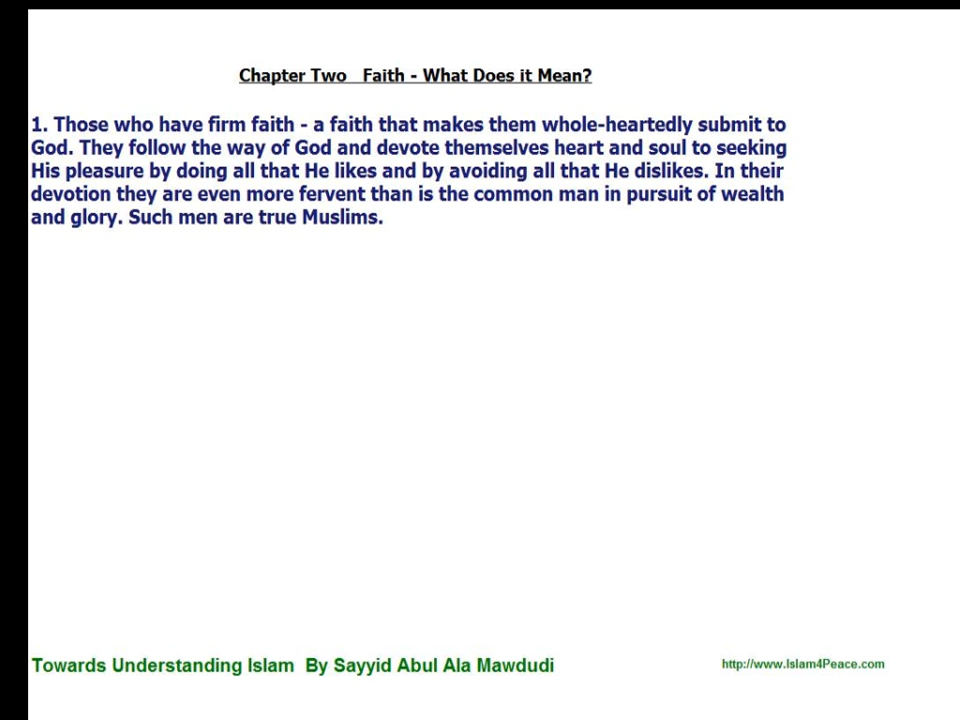 Chapter Two   Faith - What Does it Mean?
1. Those who have firm faith - a faith that makes them whole-heartedly submit to
God. They follow the way of God and devote themselves heart and soul to seeking
His pleasure by doing all that He likes and by avoiding all that He dislikes. In their
devotion they are even more fervent than is the common man in pursuit of wealth
and glory. Such men are true Muslims.
Towards Understanding Islam  By Sayyid Abul Ala Mawdudi
http://www.Islam4Peace.com